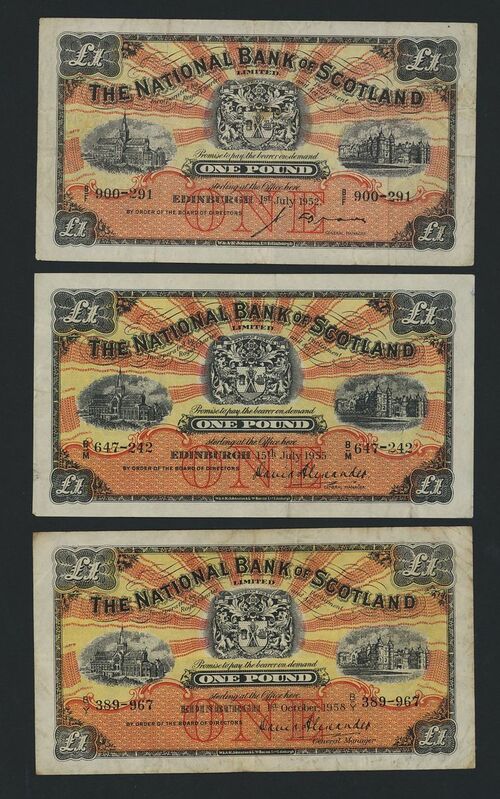 £1 £1
THE NATIONAL BANK OF SCOTLAND
LIMITED
Promise to pay the bearer on demand
ONE POUND
sterling at the Office here
B/F 900-291 B/F 900-291
EDINBURGH 1st July 1952
ONE
BY ORDER OF THE BOARD OF DIRECTORS
GENERAL MANAGER
£1 £1
£1 £1
THE NATIONAL BANK OF SCOTLAND
LIMITED
Promise to pay the bearer on demand
ONE POUND
sterling at the Office here
B/M 647-242 B/M 647-242
EDINBURGH 15th July 1955
ONE
BY ORDER OF THE BOARD OF DIRECTORS
David Alexander
GENERAL MANAGER
£1 £1
£1 £1
THE NATIONAL BANK OF SCOTLAND
LIMITED
Promise to pay the bearer on demand
ONE POUND
sterling at the Office here
389-967 389-967
EDINBURGH 1st October, 1958
ONE
BY ORDER OF THE BOARD OF DIRECTORS
David Alexander
General Manager
£1 £1